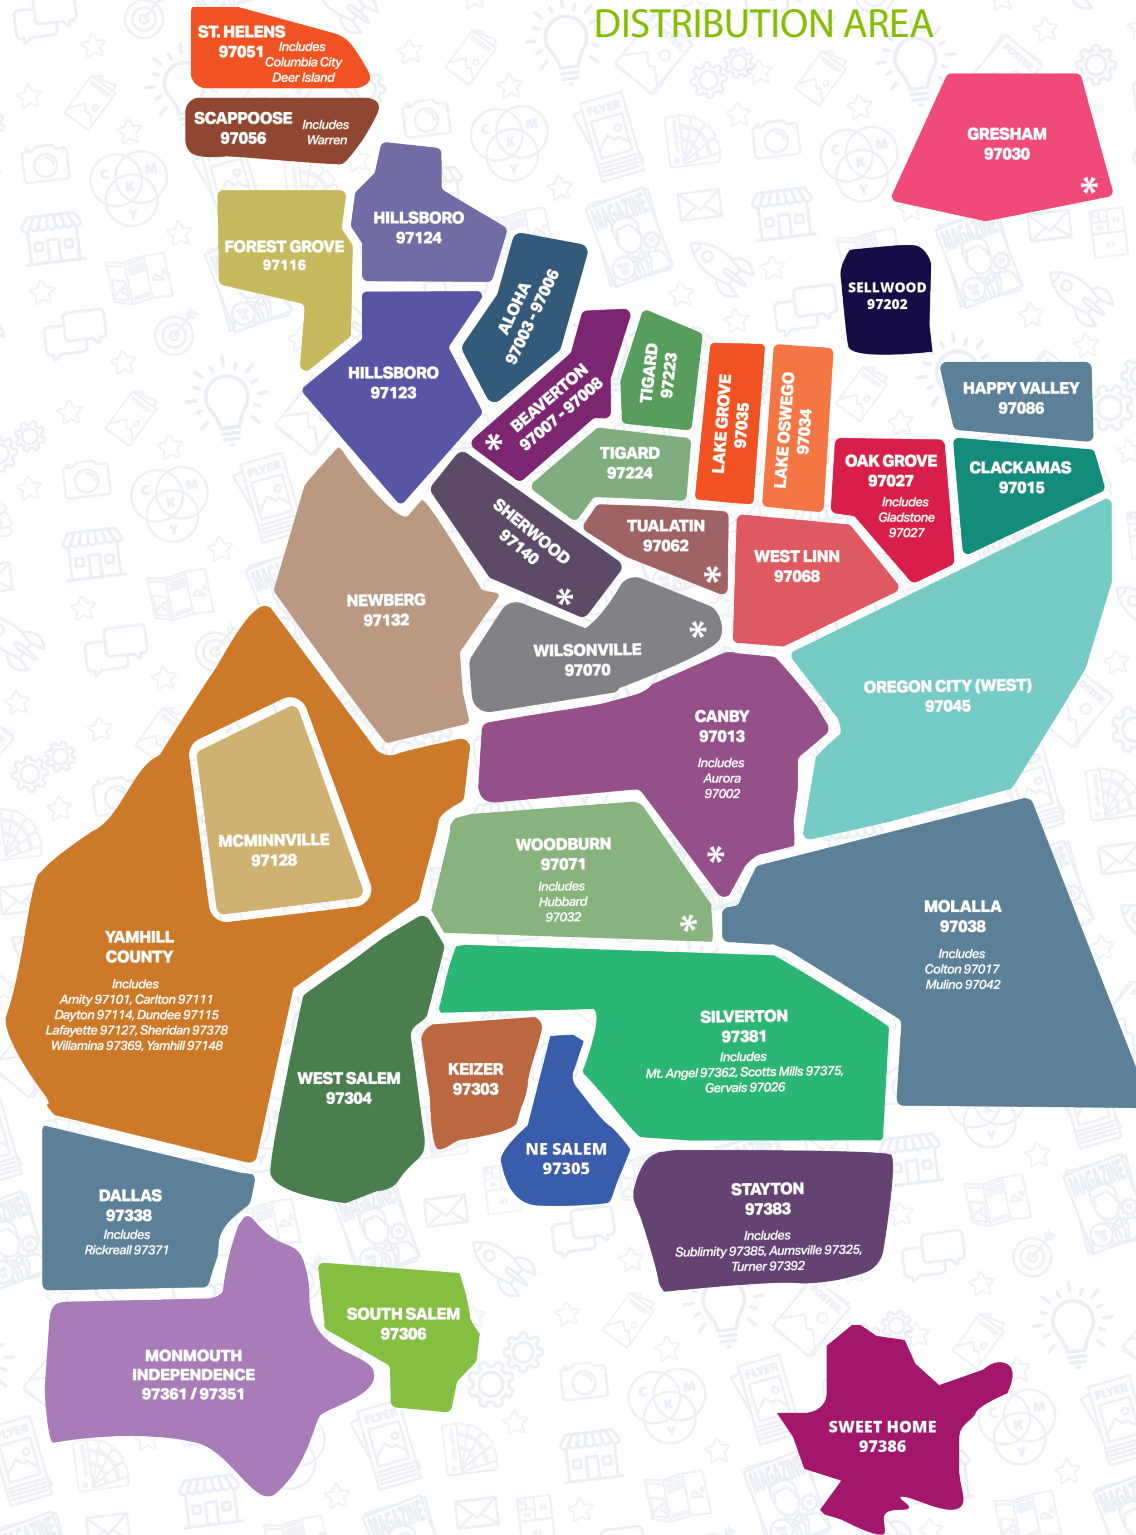 DISTRIBUTION AREA
ST. HELENS
97051
Includes
Columbia City
Deer Island
SCAPPOOSE
97056
Includes
Warren
GRESHAM
97030
*
HILLSBORO
97124
FOREST GROVE
97116
ALOHA
97003 - 97006
SELLWOOD
97202
HILLSBORO
97123
BEAVERTON
97007 - 97008
*
TIGARD
97223
LAKE GROVE
97035
LAKE OSWEGO
97034
HAPPY VALLEY
97086
TIGARD
97224
OAK GROVE
97027
Includes
Gladstone
97027
CLACKAMAS
97015
SHERWOOD
97140
*
TUALATIN
97062
*
WEST LINN
97068
NEWBERG
97132
WILSONVILLE
97070
*
OREGON CITY (WEST)
97045
CANBY
97013
Includes
Aurora
97002
*
MCMINNVILLE
97128
WOODBURN
97071
Includes
Hubbard
97032
*
MOLALLA
97038
Includes
Colton 97017
Mulino 97042
YAMHILL
COUNTY
Includes
Amity 97101, Carlton 97111
Dayton 97114, Dundee 97115
Lafayette 97127, Sheridan 97378
Willamina 97369, Yamhill 97148
SILVERTON
97381
Includes
Mt. Angel 97362, Scotts Mills 97375,
Gervais 97026
WEST SALEM
97304
KEIZER
97303
NE SALEM
97305
DALLAS
97338
Includes
Rickreall 97371
STAYTON
97383
Includes
Sublimity 97385, Aumsville 97325,
Turner 97392
SOUTH SALEM
97306
MONMOUTH
INDEPENDENCE
97361 / 97351
SWEET HOME
97386